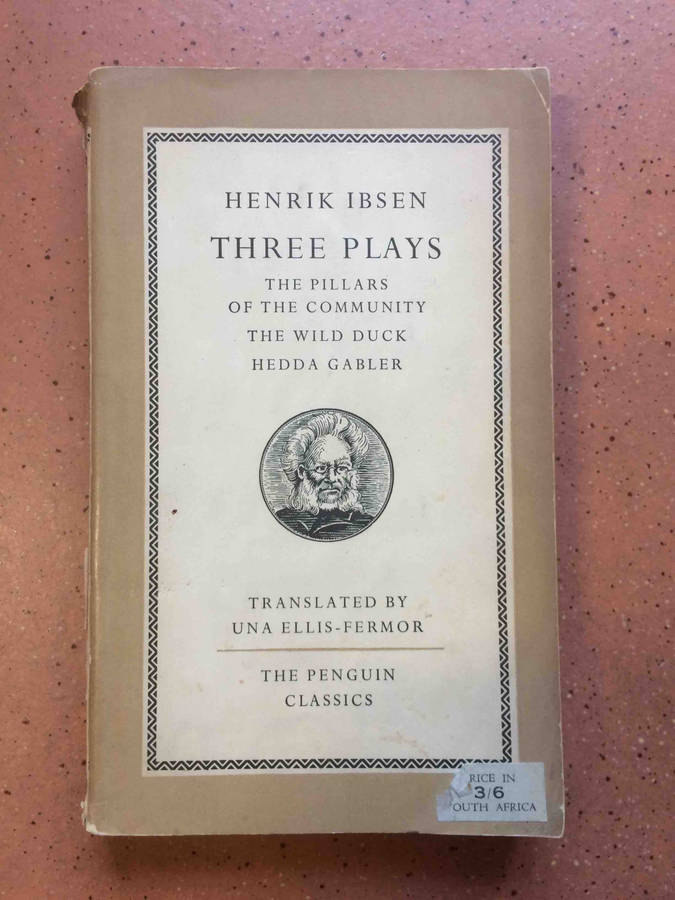 HENRIK IBSEN
THREE PLAYS
THE PILLARS
OF THE COMMUNITY
THE WILD DUCK
HEDDA GABLER
TRANSLATED BY
UNA ELLIS-FERMOR
THE PENGUIN
CLASSICS
RICE IN
3/6
OUTH AFRICA